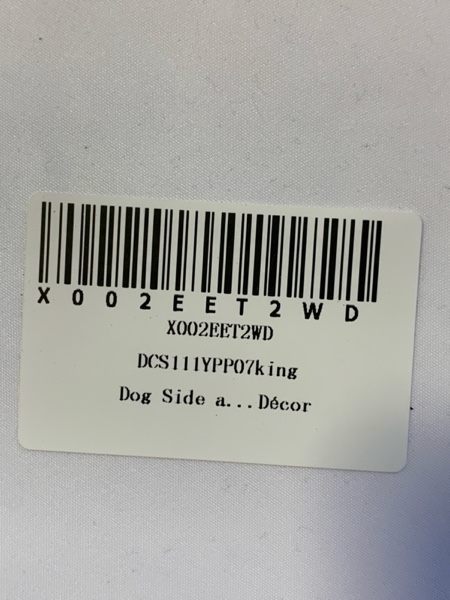 X002EET2WD
X002EET2WD
DCS111YPP07king
Dog Side a...Décor